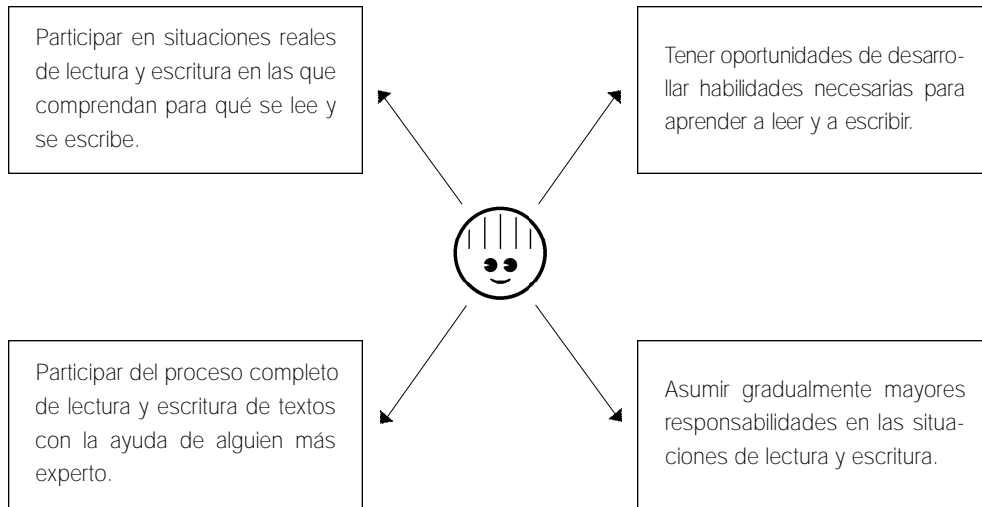 Participar en situaciones reales
de lectura y escritura en las que
comprendan para qué se lee y
se escribe.
Tener oportunidades de desarro-
llar habilidades necesarias para
aprender a leer y a escribir.
Participar del proceso completo
de lectura y escritura de textos
con la ayuda de alguien más
experto.
Asumir gradualmente mayores
responsabilidades en las situa-
ciones de lectura y escritura.